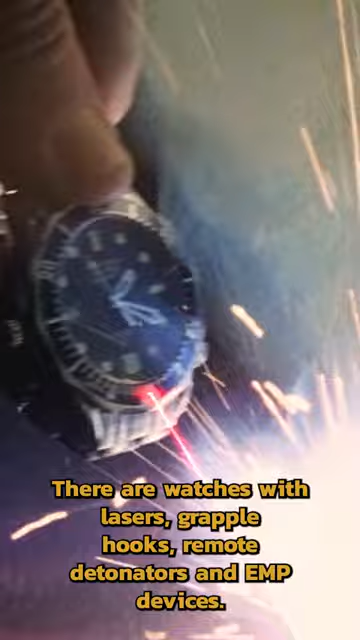 There are watches with
lasers, grapple
hooks, remote
detonators and EMP
devices.